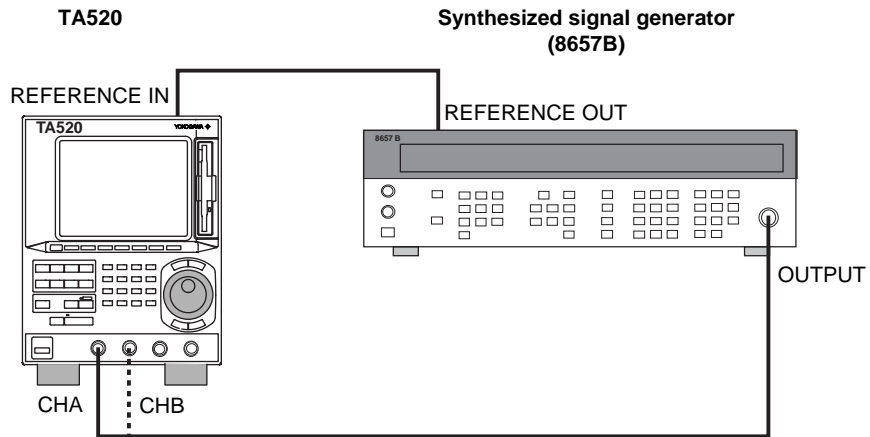 TA520
Synthesized signal generator
(8657B)
REFERENCE IN
REFERENCE OUT
TA520
YOKOGAWA
8657 B
OUTPUT
CHA
CHB